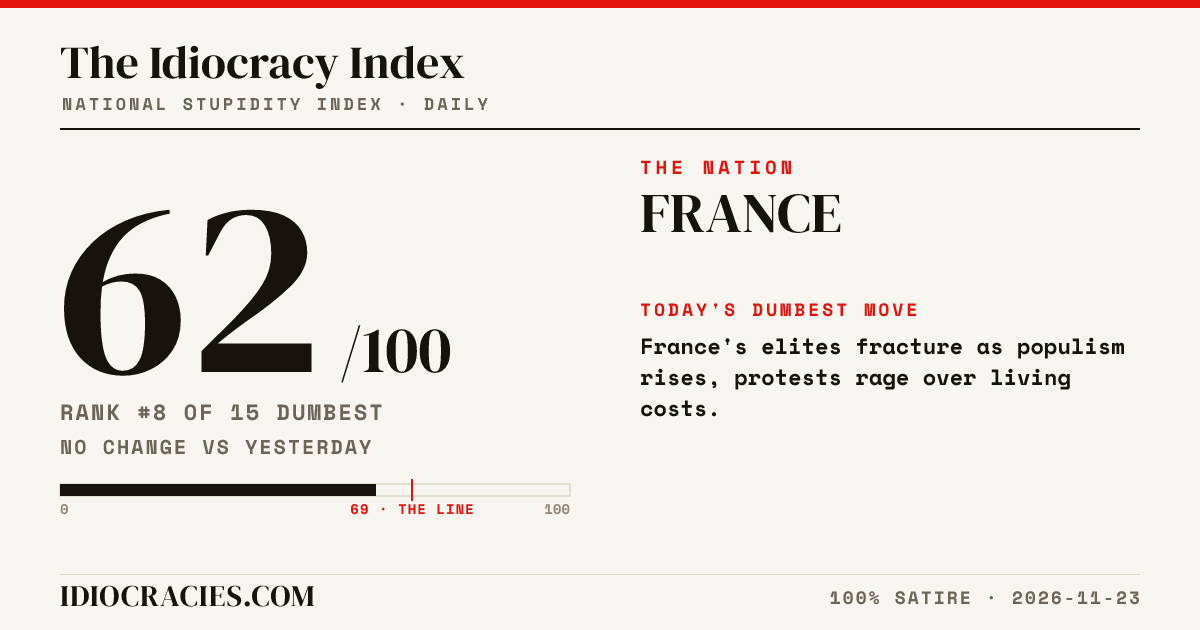 The Idiocracy Index
NATIONAL STUPIDITY INDEX · DAILY
62 /100
RANK #8 OF 15 DUMBEST
NO CHANGE VS YESTERDAY
0
69 · THE LINE
100
THE NATION
FRANCE
TODAY'S DUMBEST MOVE
France's elites fracture as populism
rises, protests rage over living
costs.
IDIOCRACIES.COM
100% SATIRE · 2026-11-23